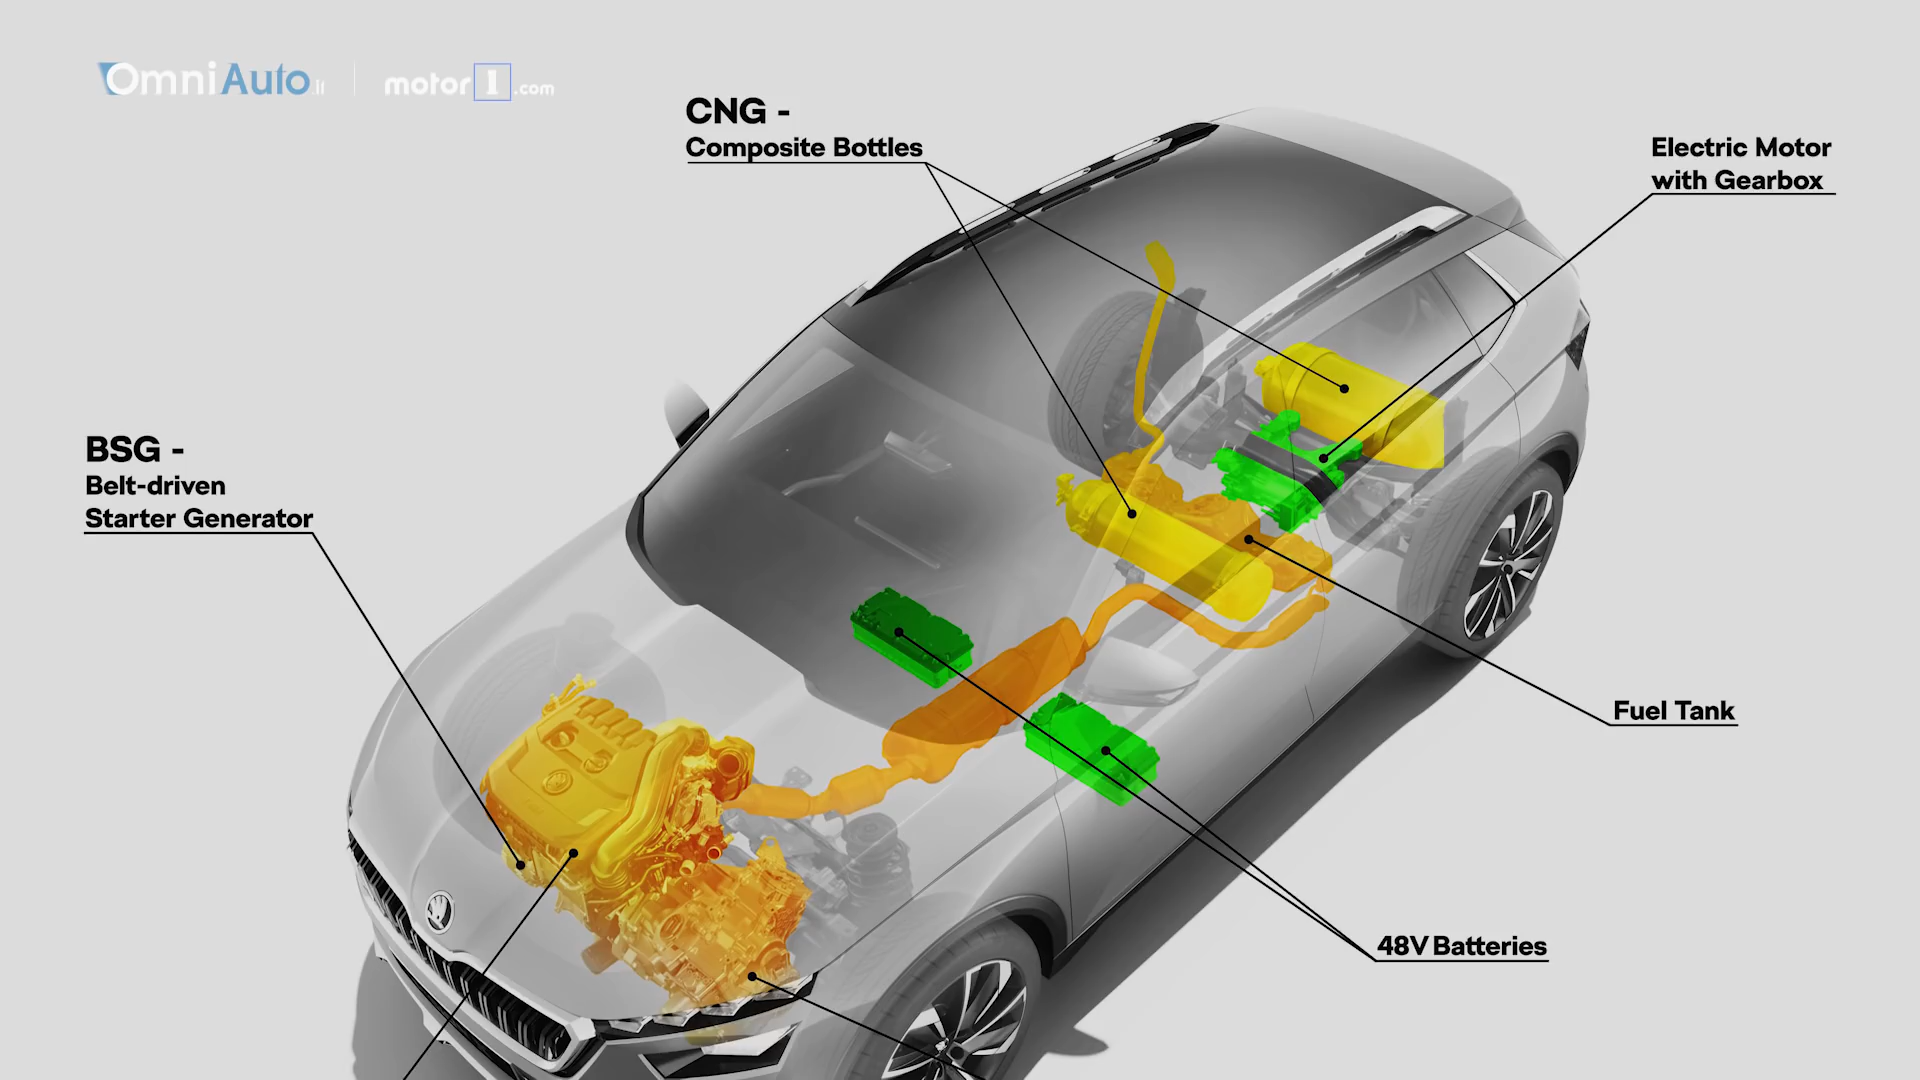 OmniAuto.it
motor1.com
CNG -
Composite Bottles
Electric Motor
with Gearbox
BSG -
Belt-driven
Starter Generator
Fuel Tank
48V Batteries